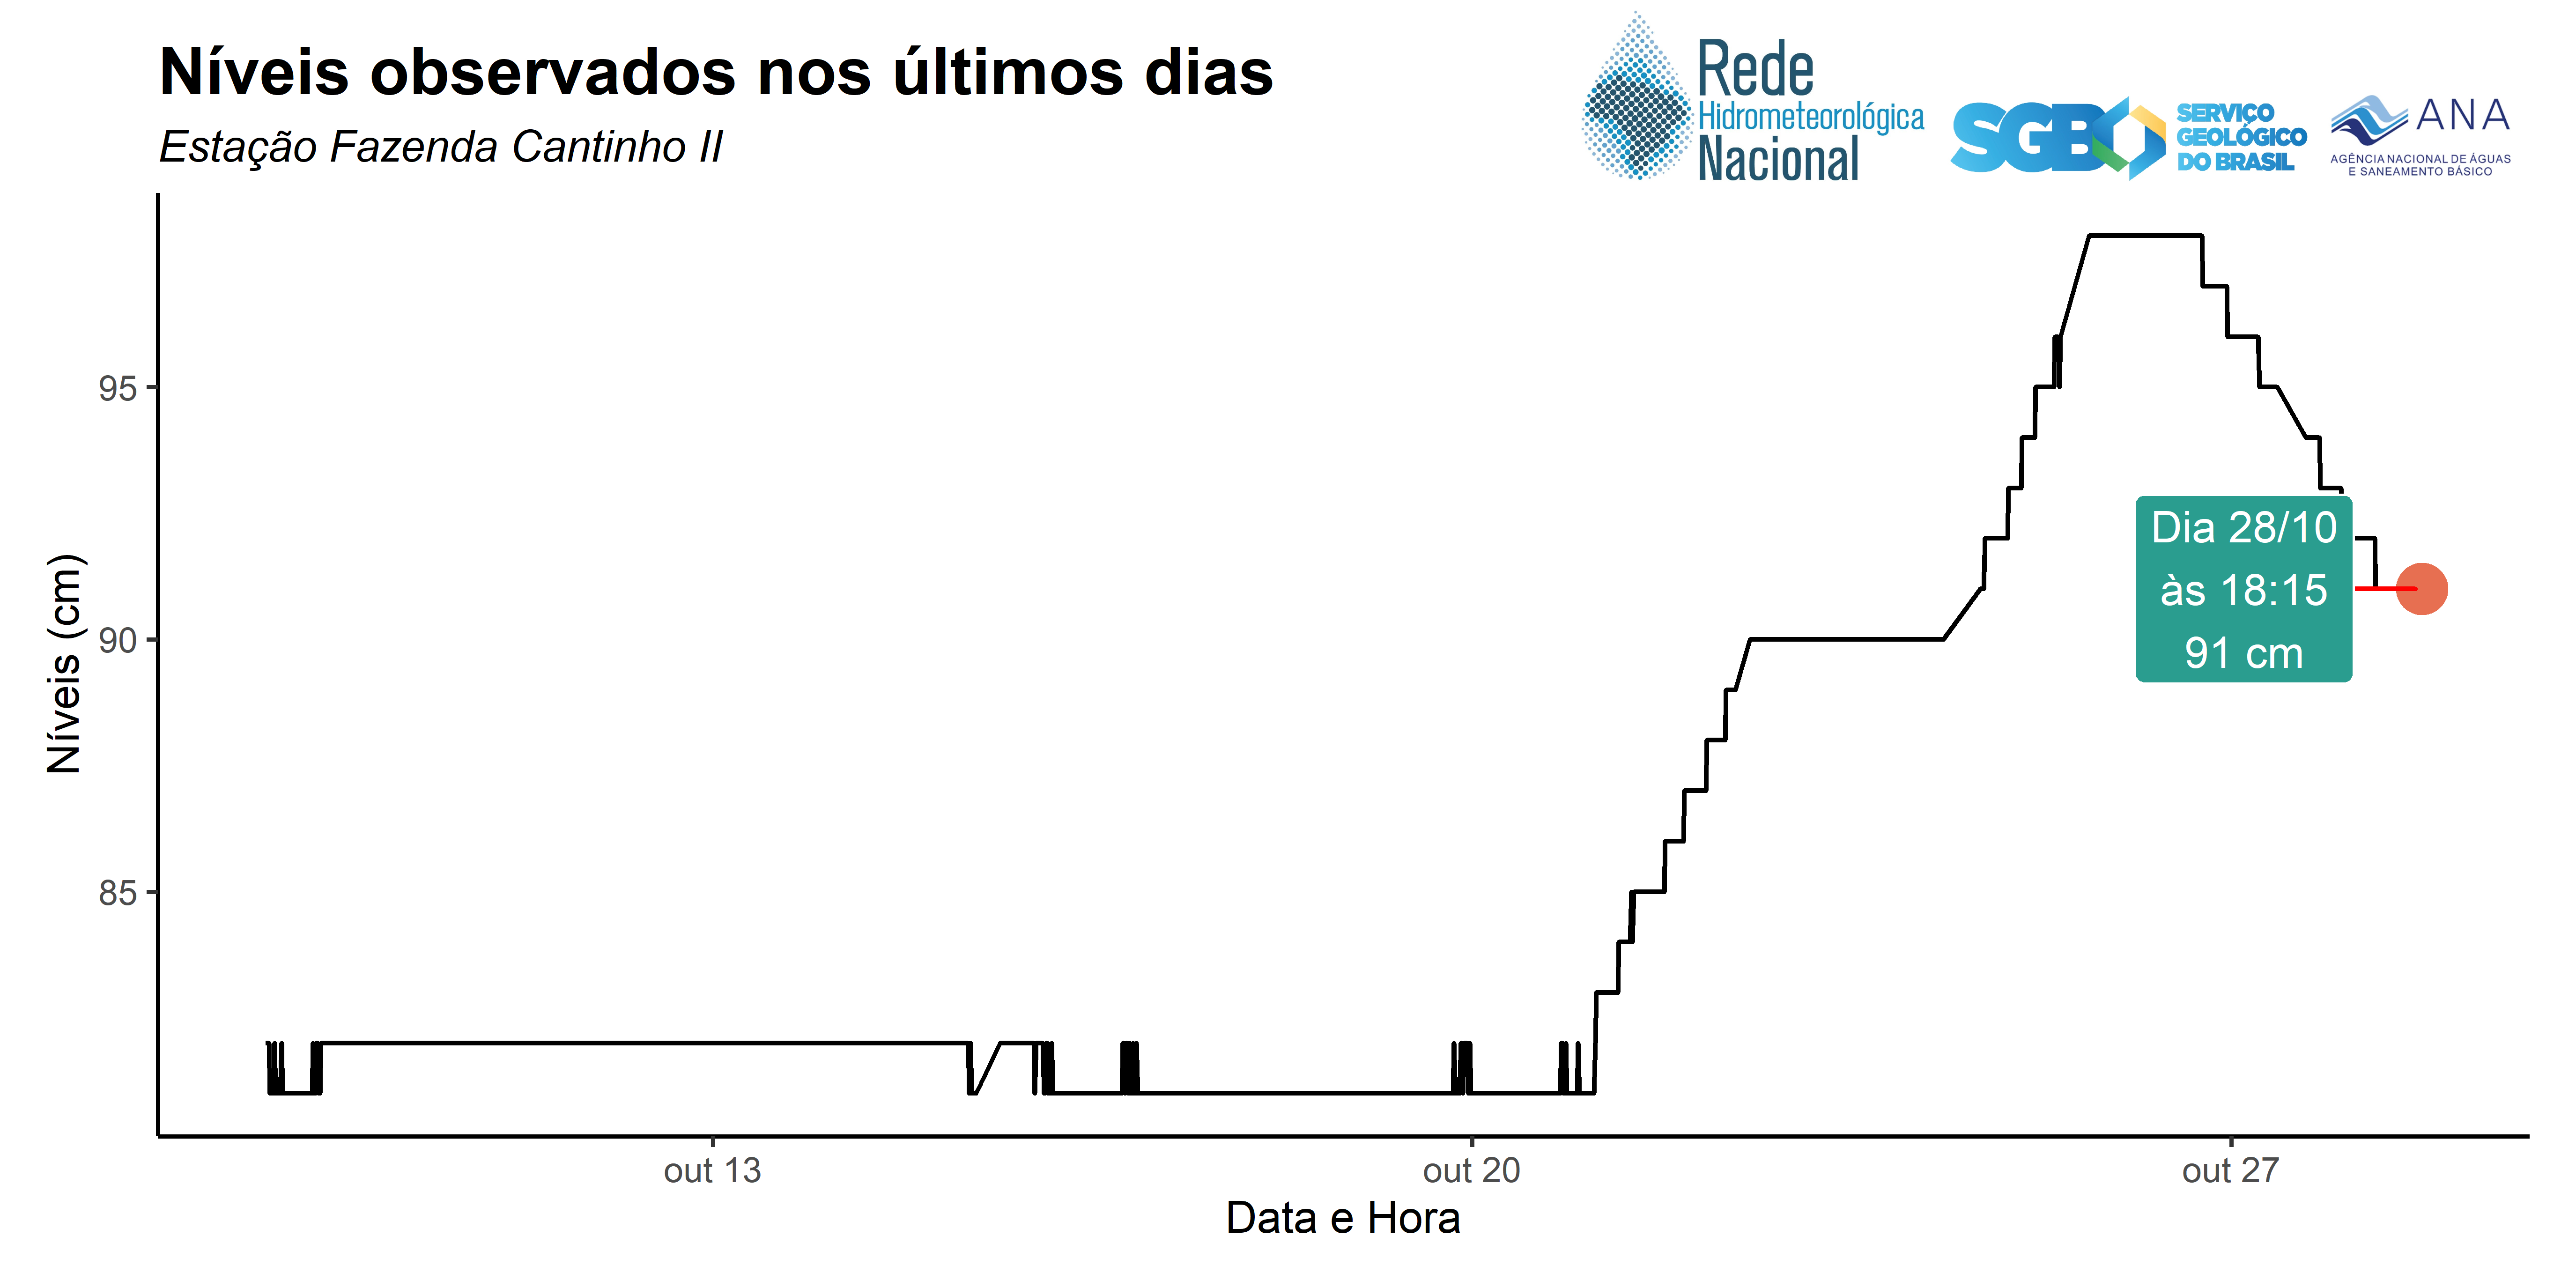 Níveis observados nos últimos dias
Estação Fazenda Cantinho II
Rede
Hidrometeorológica
Nacional
SGB
SERVIÇO
GEOLÓGICO
DO BRASIL
ANA
AGÊNCIA NACIONAL DE ÁGUAS
E SANEAMENTO BÁSICO
Níveis (cm)
95
90
85
Dia 28/10
às 18:15
91 cm
out 13
out 20
out 27
Data e Hora